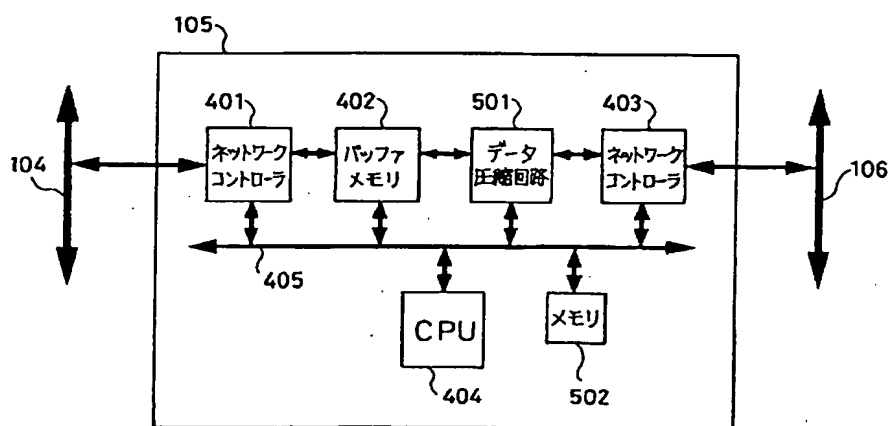 105
401
402
501
403
ネットワーク
コントローラ
バッファ
メモリ
データ
圧縮回路
ネットワーク
コントローラ
104
106
405
CPU
メモリ
404
502